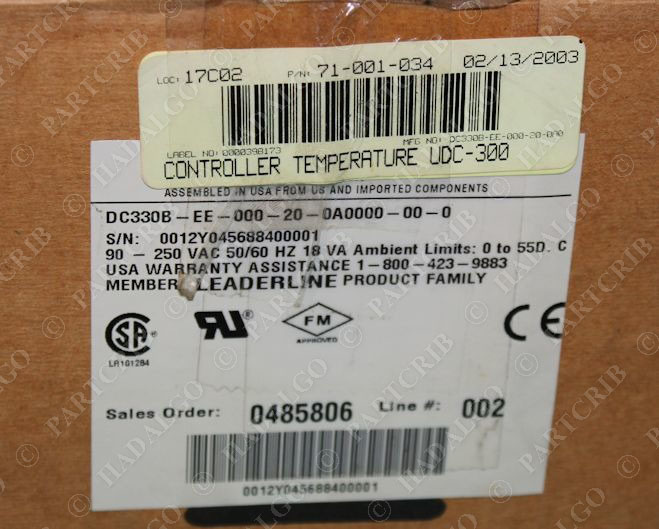 LOC: 17C02 P/N: 71-001-034 02/13/2003
LABEL NO: 0000398173 MFG NO: DC330B-EE-000-20-0A0
CONTROLLER TEMPERATURE UDC-300
ASSEMBLED IN USA FROM US AND IMPORTED COMPONENTS
DC330B-EE-000-20-0A0000-00-0
S/N: 0012Y045688400001
90 - 250 VAC 50/60 HZ 18 VA Ambient Limits: 0 to 55D. C
USA WARRANTY ASSISTANCE 1-800-423-9883
MEMBER LEADERLINE PRODUCT FAMILY
FM
APPROVED
LR101284
Sales Order: 0485806 Line #: 002
0012Y045688400001
© PARTCRIB
© HADALGO